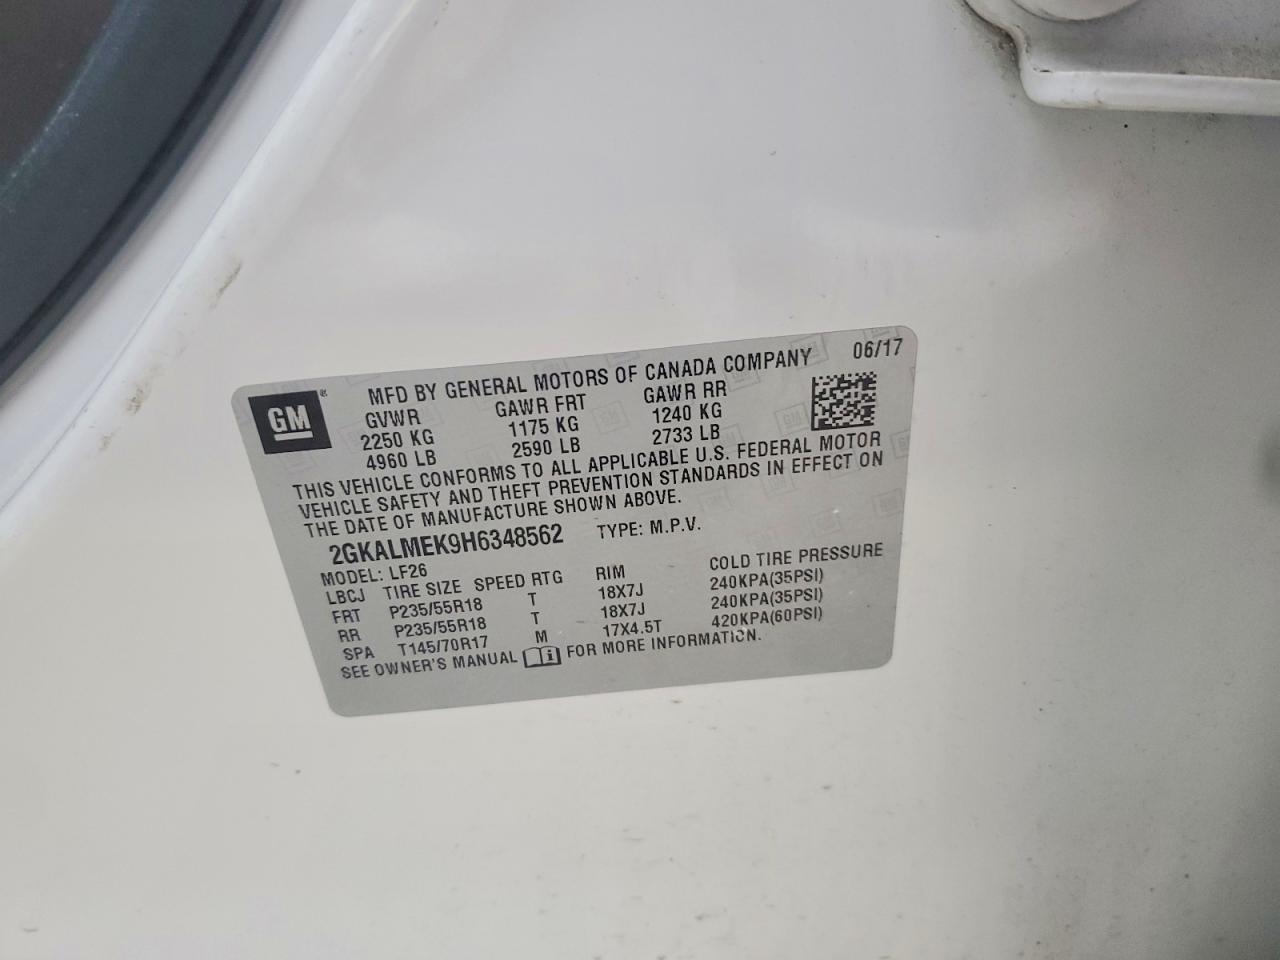 MFD BY GENERAL MOTORS OF CANADA COMPANY 06/17
GM ®
GVWR GAWR FRT GAWR RR
2250 KG 1175 KG 1240 KG
4960 LB 2590 LB 2733 LB
THIS VEHICLE CONFORMS TO ALL APPLICABLE U.S. FEDERAL MOTOR
VEHICLE SAFETY AND THEFT PREVENTION STANDARDS IN EFFECT ON
THE DATE OF MANUFACTURE SHOWN ABOVE.
2GKALMEK9H6348562 TYPE: M.P.V.
MODEL: LF26
LBCJ TIRE SIZE SPEED RTG RIM COLD TIRE PRESSURE
FRT P235/55R18 T 18X7J 240KPA(35PSI)
RR P235/55R18 T 18X7J 240KPA(35PSI)
SPA T145/70R17 M 17X4.5T 420KPA(60PSI)
SEE OWNER'S MANUAL i FOR MORE INFORMATION.